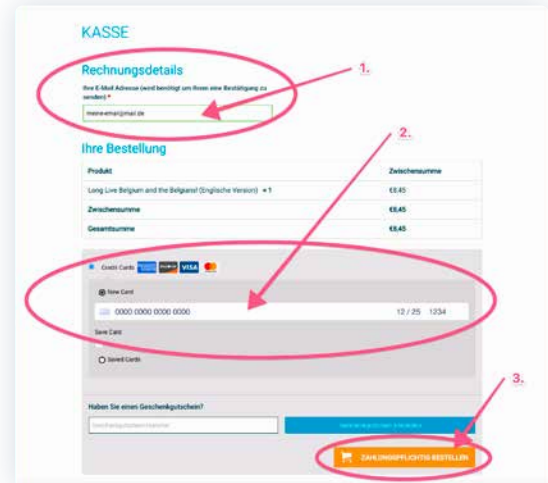 KASSE
Rechnungsdetails
1.
Ihre E-Mail Adresse (wird benötigt um Ihnen eine Bestätigung zu
senden) *
meine-email@mail.de
2.
Ihre Bestellung
Produkt Zwischensumme
Long Live Belgium and the Belgians! (Englische Version) × 1 €8,45
Zwischensumme €8,45
Gesamtsumme €8,45
Credit Cards VISA
New Card
0000 0000 0000 0000 12 / 25 1234
Save Card
Saved Cards
3.
Haben Sie einen Geschenkgutschein?
ZAHLUNGSPFLICHTIG BESTELLEN